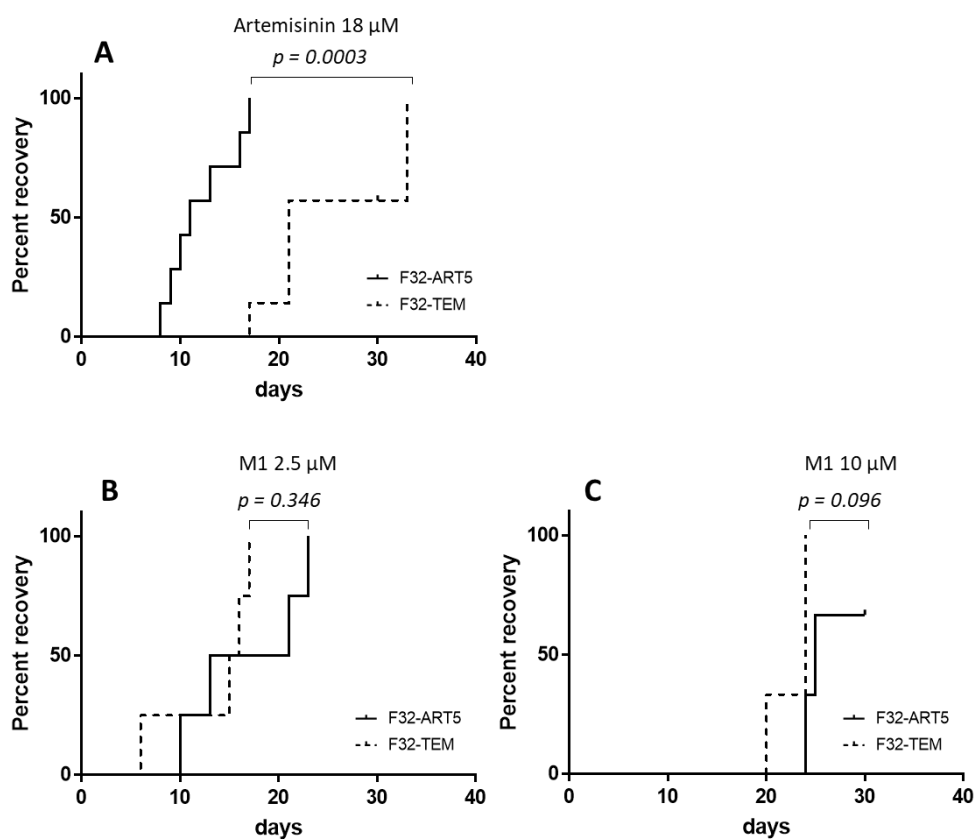 A
Artemisinin 18 µM
p = 0.0003
Percent recovery
100
50
0
F32-ART5
F32-TEM
0 10 20 30 40
days
B
M1 2.5 µM
p = 0.346
Percent recovery
100
50
0
F32-ART5
F32-TEM
0 10 20 30 40
days
C
M1 10 µM
p = 0.096
Percent recovery
100
50
0
F32-ART5
F32-TEM
0 10 20 30 40
days